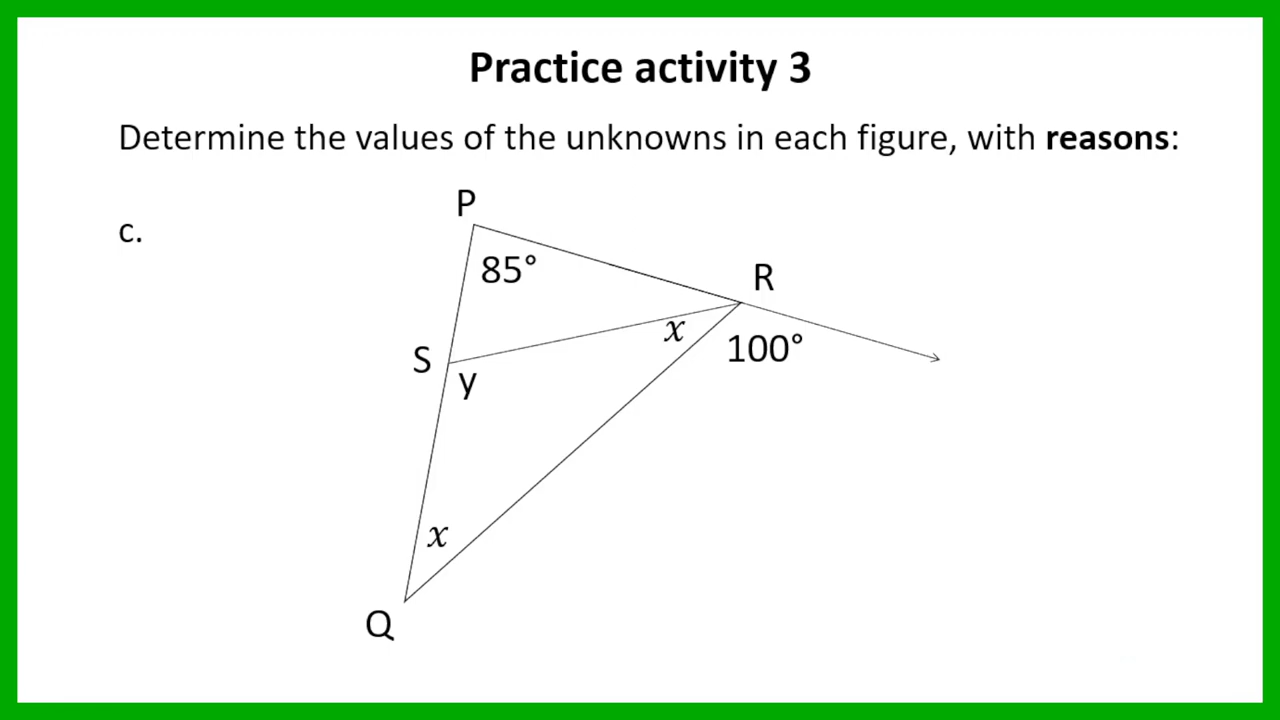 Practice activity 3
Determine the values of the unknowns in each figure, with reasons:
c.
P
85°
R
x
100°
S
y
x
Q